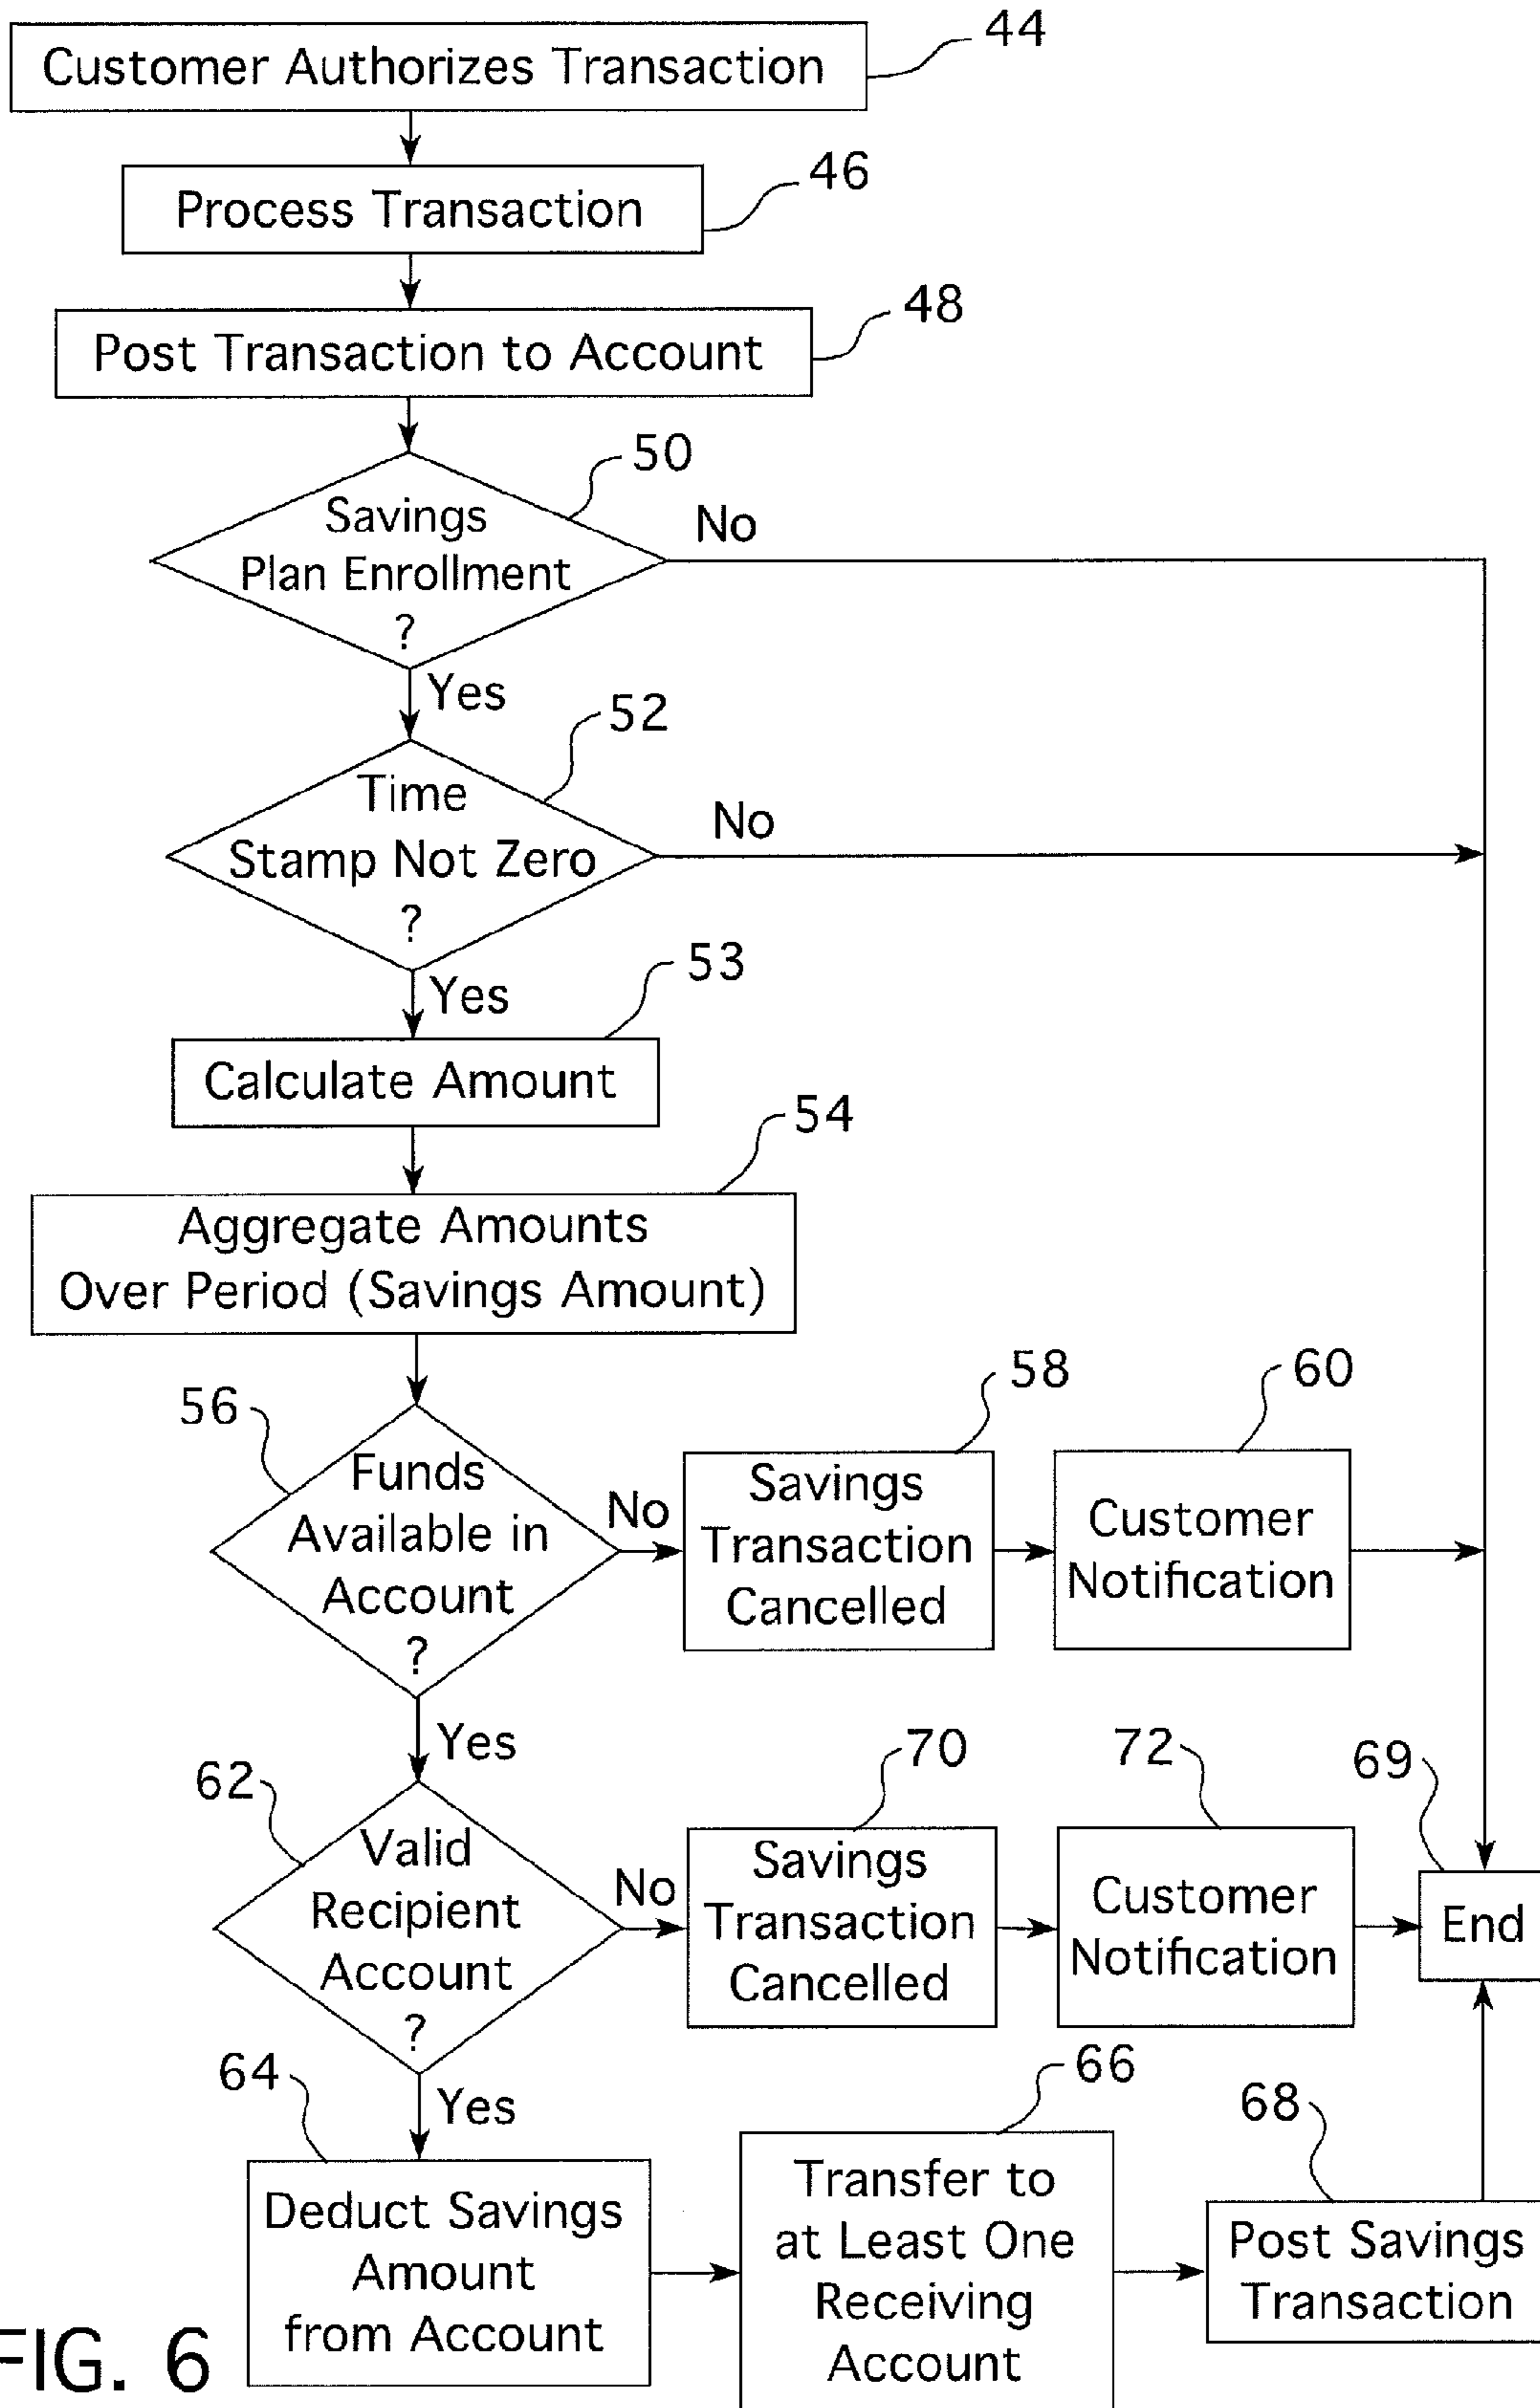 44
Customer Authorizes Transaction
46
Process Transaction
48
Post Transaction to Account
50
Savings
Plan Enrollment
?
No
Yes
52
Time
Stamp Not Zero
?
No
Yes
53
Calculate Amount
54
Aggregate Amounts
Over Period (Savings Amount)
56
Funds
Available in
Account
?
No
58
Savings
Transaction
Cancelled
60
Customer
Notification
Yes
62
Valid
Recipient
Account
?
No
70
Savings
Transaction
Cancelled
72
Customer
Notification
69
End
Yes
64
Deduct Savings
Amount
from Account
66
Transfer to
at Least One
Receiving
Account
68
Post Savings
Transaction
FIG. 6